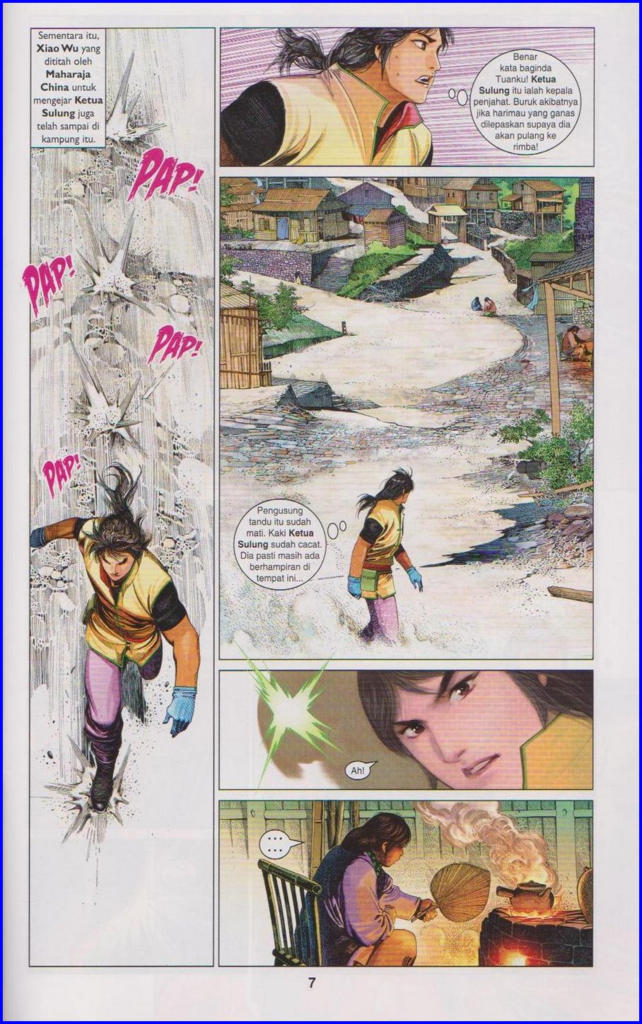 Sementara itu,
Xiao Wu yang
dititah oleh
Maharaja
China untuk
mengejar Ketua
Sulung juga
telah sampai di
kampung itu.
PAP!
PAP!
PAP!
PAP!
Benar
kata baginda
Tuanku! Ketua
Sulung itu ialah kepala
penjahat. Buruk akibatnya
jika harimau yang ganas
dilepaskan supaya dia
akan pulang ke
rimba!
Pengusung
tandu itu sudah
mati. Kaki Ketua
Sulung sudah cacat.
Dia pasti masih ada
berhampiran di
tempat ini...
Ah!
...
...
7